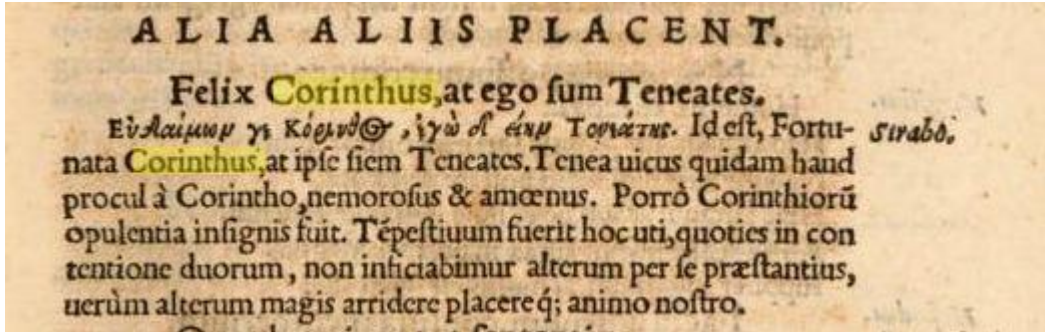 ALIA ALIIS PLACENT.
Felix Corinthus, at ego ſum Teneates.
Εὐδαίμων γε Κόρινθος, ἐγὼ δ' εἴην Τενεάτης. Id eſt, Fortu- Strabo.
nata Corinthus, at ipſe ſiem Teneates. Tenea uicus quidam haud
procul à Corintho, nemoroſus & amœnus. Porrò Corinthiorũ
opulentia inſignis fuit. Tẽpeſtiuum fuerit hoc uti, quoties in con
tentione duorum, non inficiabimur alterum per ſe præſtantius,
uerùm alterum magis arridere placereq́; animo noſtro.